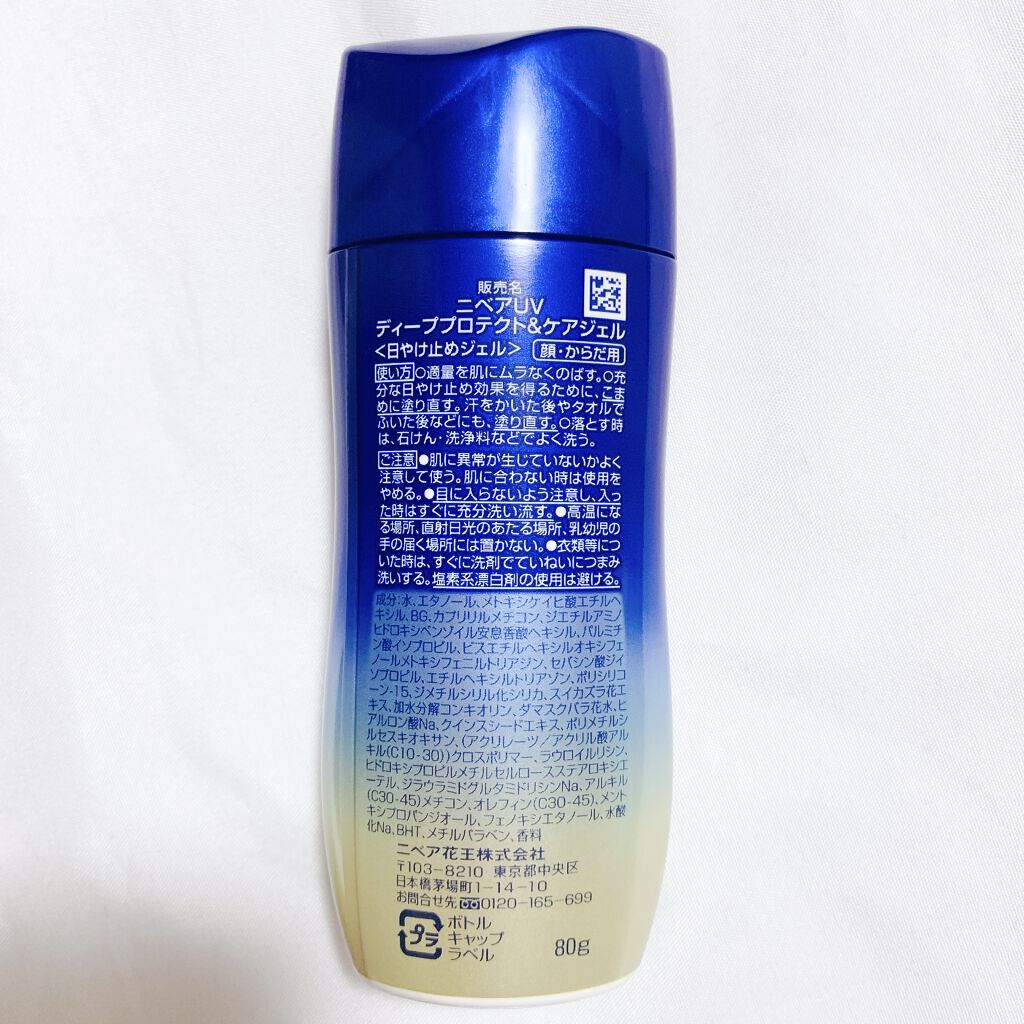 販売名
ニベアUV
ディーププロテクト&ケアジェル
<日やけ止めジェル> 顔・からだ用
使い方○適量を肌にムラなくのばす。○充
分な日やけ止め効果を得るために、こま
めに塗り直す。汗をかいた後やタオルで
ふいた後などにも、塗り直す。○落とす時
は、石けん・洗浄料などでよく洗う。
ご注意●肌に異常が生じていないかよく
注意して使う。肌に合わない時は使用を
やめる。●目に入らないよう注意し、入っ
た時はすぐに充分洗い流す。●高温にな
る場所、直射日光のあたる場所、乳幼児の
手の届く場所には置かない。●衣類等につ
いた時は、すぐに洗剤でていねいにつまみ
洗いする。塩素系漂白剤の使用は避ける。
成分:水、エタノール、メトキシケイヒ酸エチルヘ
キシル、BG、カプリリルメチコン、ジエチルアミノ
ヒドロキシベンゾイル安息香酸ヘキシル、パルミチ
ン酸イソプロピル、ビスエチルヘキシルオキシフェ
ノールメトキシフェニルトリアジン、セバシン酸ジイ
ソプロピル、エチルヘキシルトリアゾン、ポリシリコ
ーン-15、ジメチルシリル化シリカ、スイカズラ花エ
キス、加水分解コンキオリン、ダマスクバラ花水、ヒ
アルロン酸Na、クインスシードエキス、ポリメチルシ
ルセスキオキサン、(アクリレーツ/アクリル酸アル
キル(C10-30))クロスポリマー、ラウロイルリシン、
ヒドロキシプロピルメチルセルロースステアロキシエ
ーテル、ジラウラミドグルタミドリシンNa、アルキル
(C30-45)メチコン、オレフィン(C30-45)、メント
キシプロパンジオール、フェノキシエタノール、水酸
化Na、BHT、メチルパラベン、香料
ニベア花王株式会社
〒103-8210 東京都中央区
日本橋茅場町1-14-10
お問合せ先 0120-165-699
プラ ボトル
キャップ
ラベル 80g